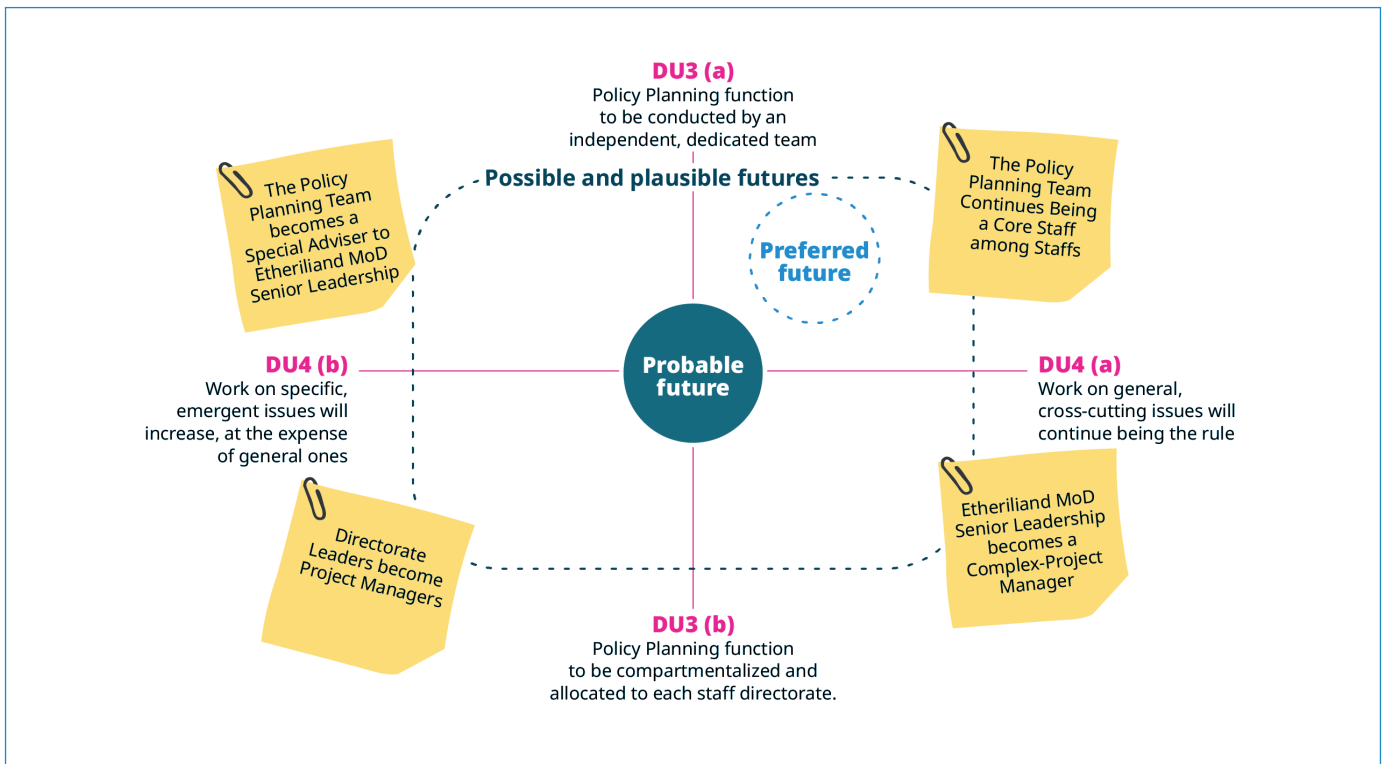 DU3 (a)
Policy Planning function
to be conducted by an
independent, dedicated team
Possible and plausible futures
The Policy
Planning Team
becomes a
Special Adviser to
Etheriliand MoD
Senior Leadership
Preferred
future
The Policy
Planning Team
Continues Being
a Core Staff
among Staffs
DU4 (b)
Work on specific,
emergent issues will
increase, at the expense
of general ones
Probable
future
DU4 (a)
Work on general,
cross-cutting issues will
continue being the rule
Directorate
Leaders become
Project Managers
Etheriliand MoD
Senior Leadership
becomes a
Complex-Project
Manager
DU3 (b)
Policy Planning function
to be compartmentalized and
allocated to each staff directorate.